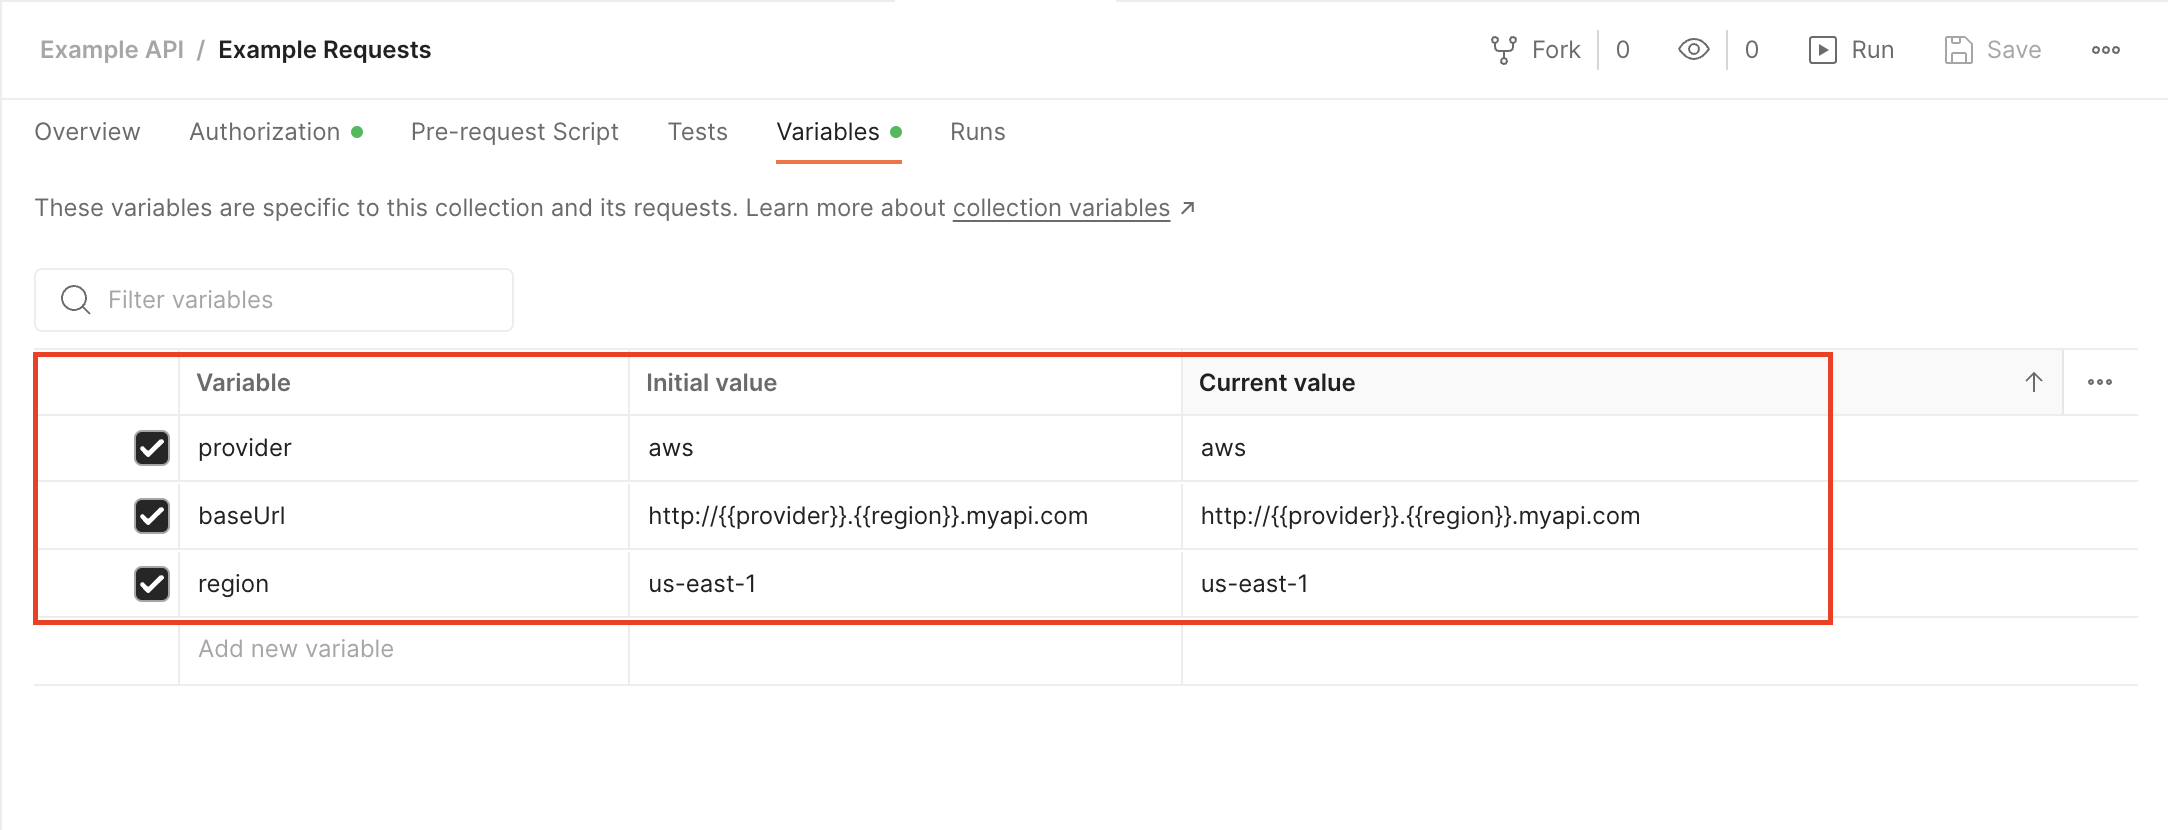 Example API / Example Requests Fork 0 0 Run Save
Overview Authorization Pre-request Script Tests Variables Runs
These variables are specific to this collection and its requests. Learn more about collection variables ↗
Filter variables
Variable Initial value Current value
provider aws aws
baseUrl http://{{provider}}.{{region}}.myapi.com http://{{provider}}.{{region}}.myapi.com
region us-east-1 us-east-1
Add new variable